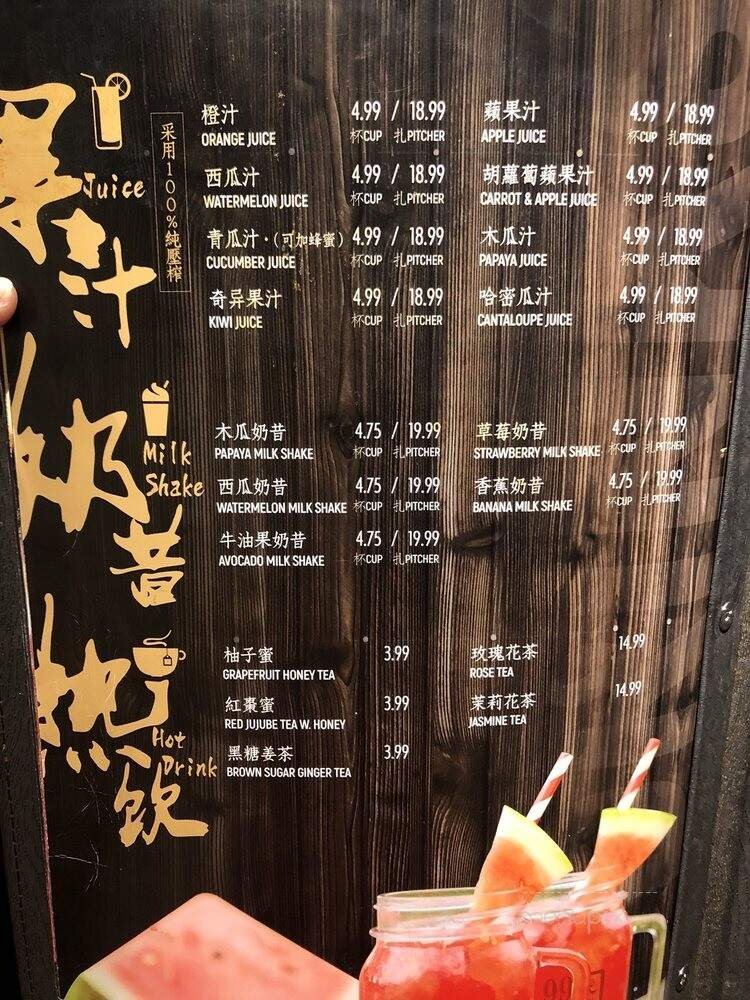 果汁
Juice
采用100%純壓榨
橙汁 4.99 / 18.99
ORANGE JUICE 杯CUP 扎PITCHER
西瓜汁 4.99 / 18.99
WATERMELON JUICE 杯CUP 扎PITCHER
青瓜汁·(可加蜂蜜) 4.99 / 18.99
CUCUMBER JUICE 杯CUP 扎PITCHER
奇异果汁 4.99 / 18.99
KIWI JUICE 杯CUP 扎PITCHER
蘋果汁 4.99 / 18.99
APPLE JUICE 杯CUP 扎PITCHER
胡蘿蔔蘋果汁 4.99 / 18.99
CARROT & APPLE JUICE 杯CUP 扎PITCHER
木瓜汁 4.99 / 18.99
PAPAYA JUICE 杯CUP 扎PITCHER
哈密瓜汁 4.99 / 18.99
CANTALOUPE JUICE 杯CUP 扎PITCHER
奶昔
Milk
Shake
木瓜奶昔 4.75 / 19.99
PAPAYA MILK SHAKE 杯CUP 扎PITCHER
西瓜奶昔 4.75 / 19.99
WATERMELON MILK SHAKE 杯CUP 扎PITCHER
牛油果奶昔 4.75 / 19.99
AVOCADO MILK SHAKE 杯CUP 扎PITCHER
草莓奶昔 4.75 / 19.99
STRAWBERRY MILK SHAKE 杯CUP 扎PITCHER
香蕉奶昔 4.75 / 19.99
BANANA MILK SHAKE 杯CUP 扎PITCHER
热饮
Hot
Drink
柚子蜜 3.99
GRAPEFRUIT HONEY TEA
紅棗蜜 3.99
RED JUJUBE TEA W. HONEY
黑糖姜茶 3.99
BROWN SUGAR GINGER TEA
玫瑰花茶 14.99
ROSE TEA
茉莉花茶 14.99
JASMINE TEA